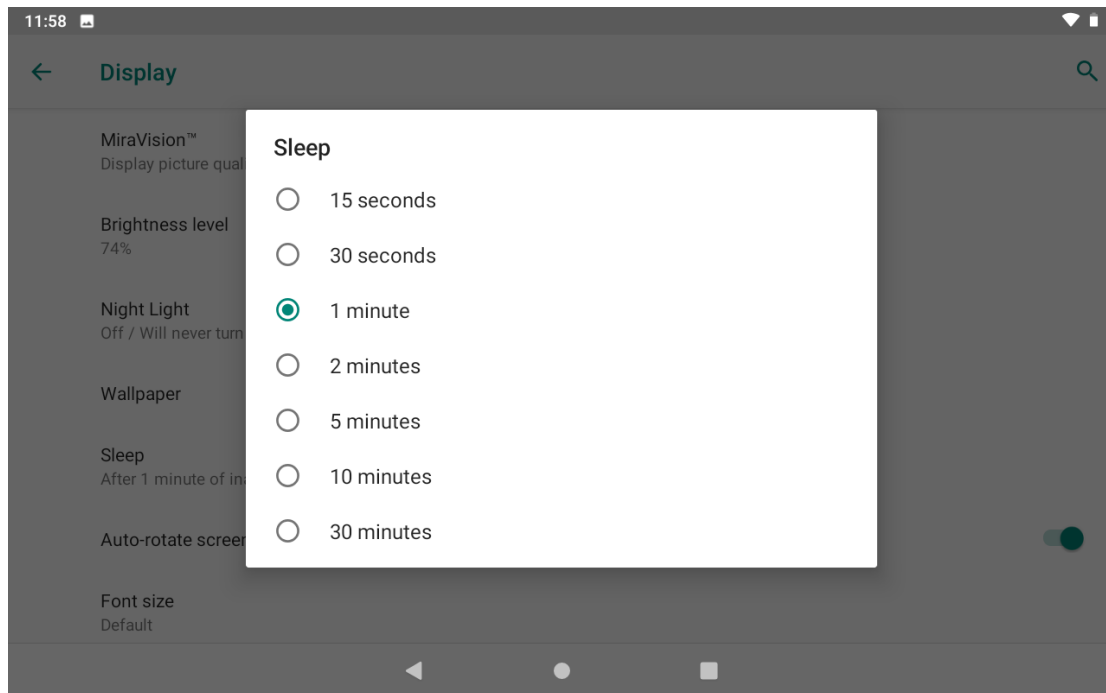 11:58
Display
MiraVision™
Display picture qual
Brightness level
74%
Night Light
Off / Will never turn
Wallpaper
Sleep
After 1 minute of in
Auto-rotate screen
Font size
Default
Sleep
15 seconds
30 seconds
1 minute
2 minutes
5 minutes
10 minutes
30 minutes